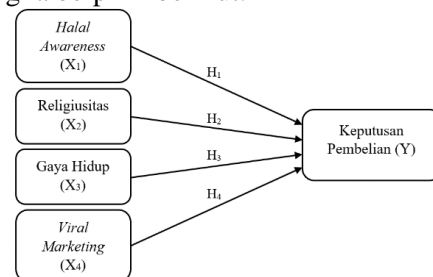 Halal
Awareness
(X₁)
H₁
Religiusitas
(X₂)
H₂
Keputusan
Pembelian (Y)
Gaya Hidup
(X₃)
H₃
H₄
Viral
Marketing
(X₄)